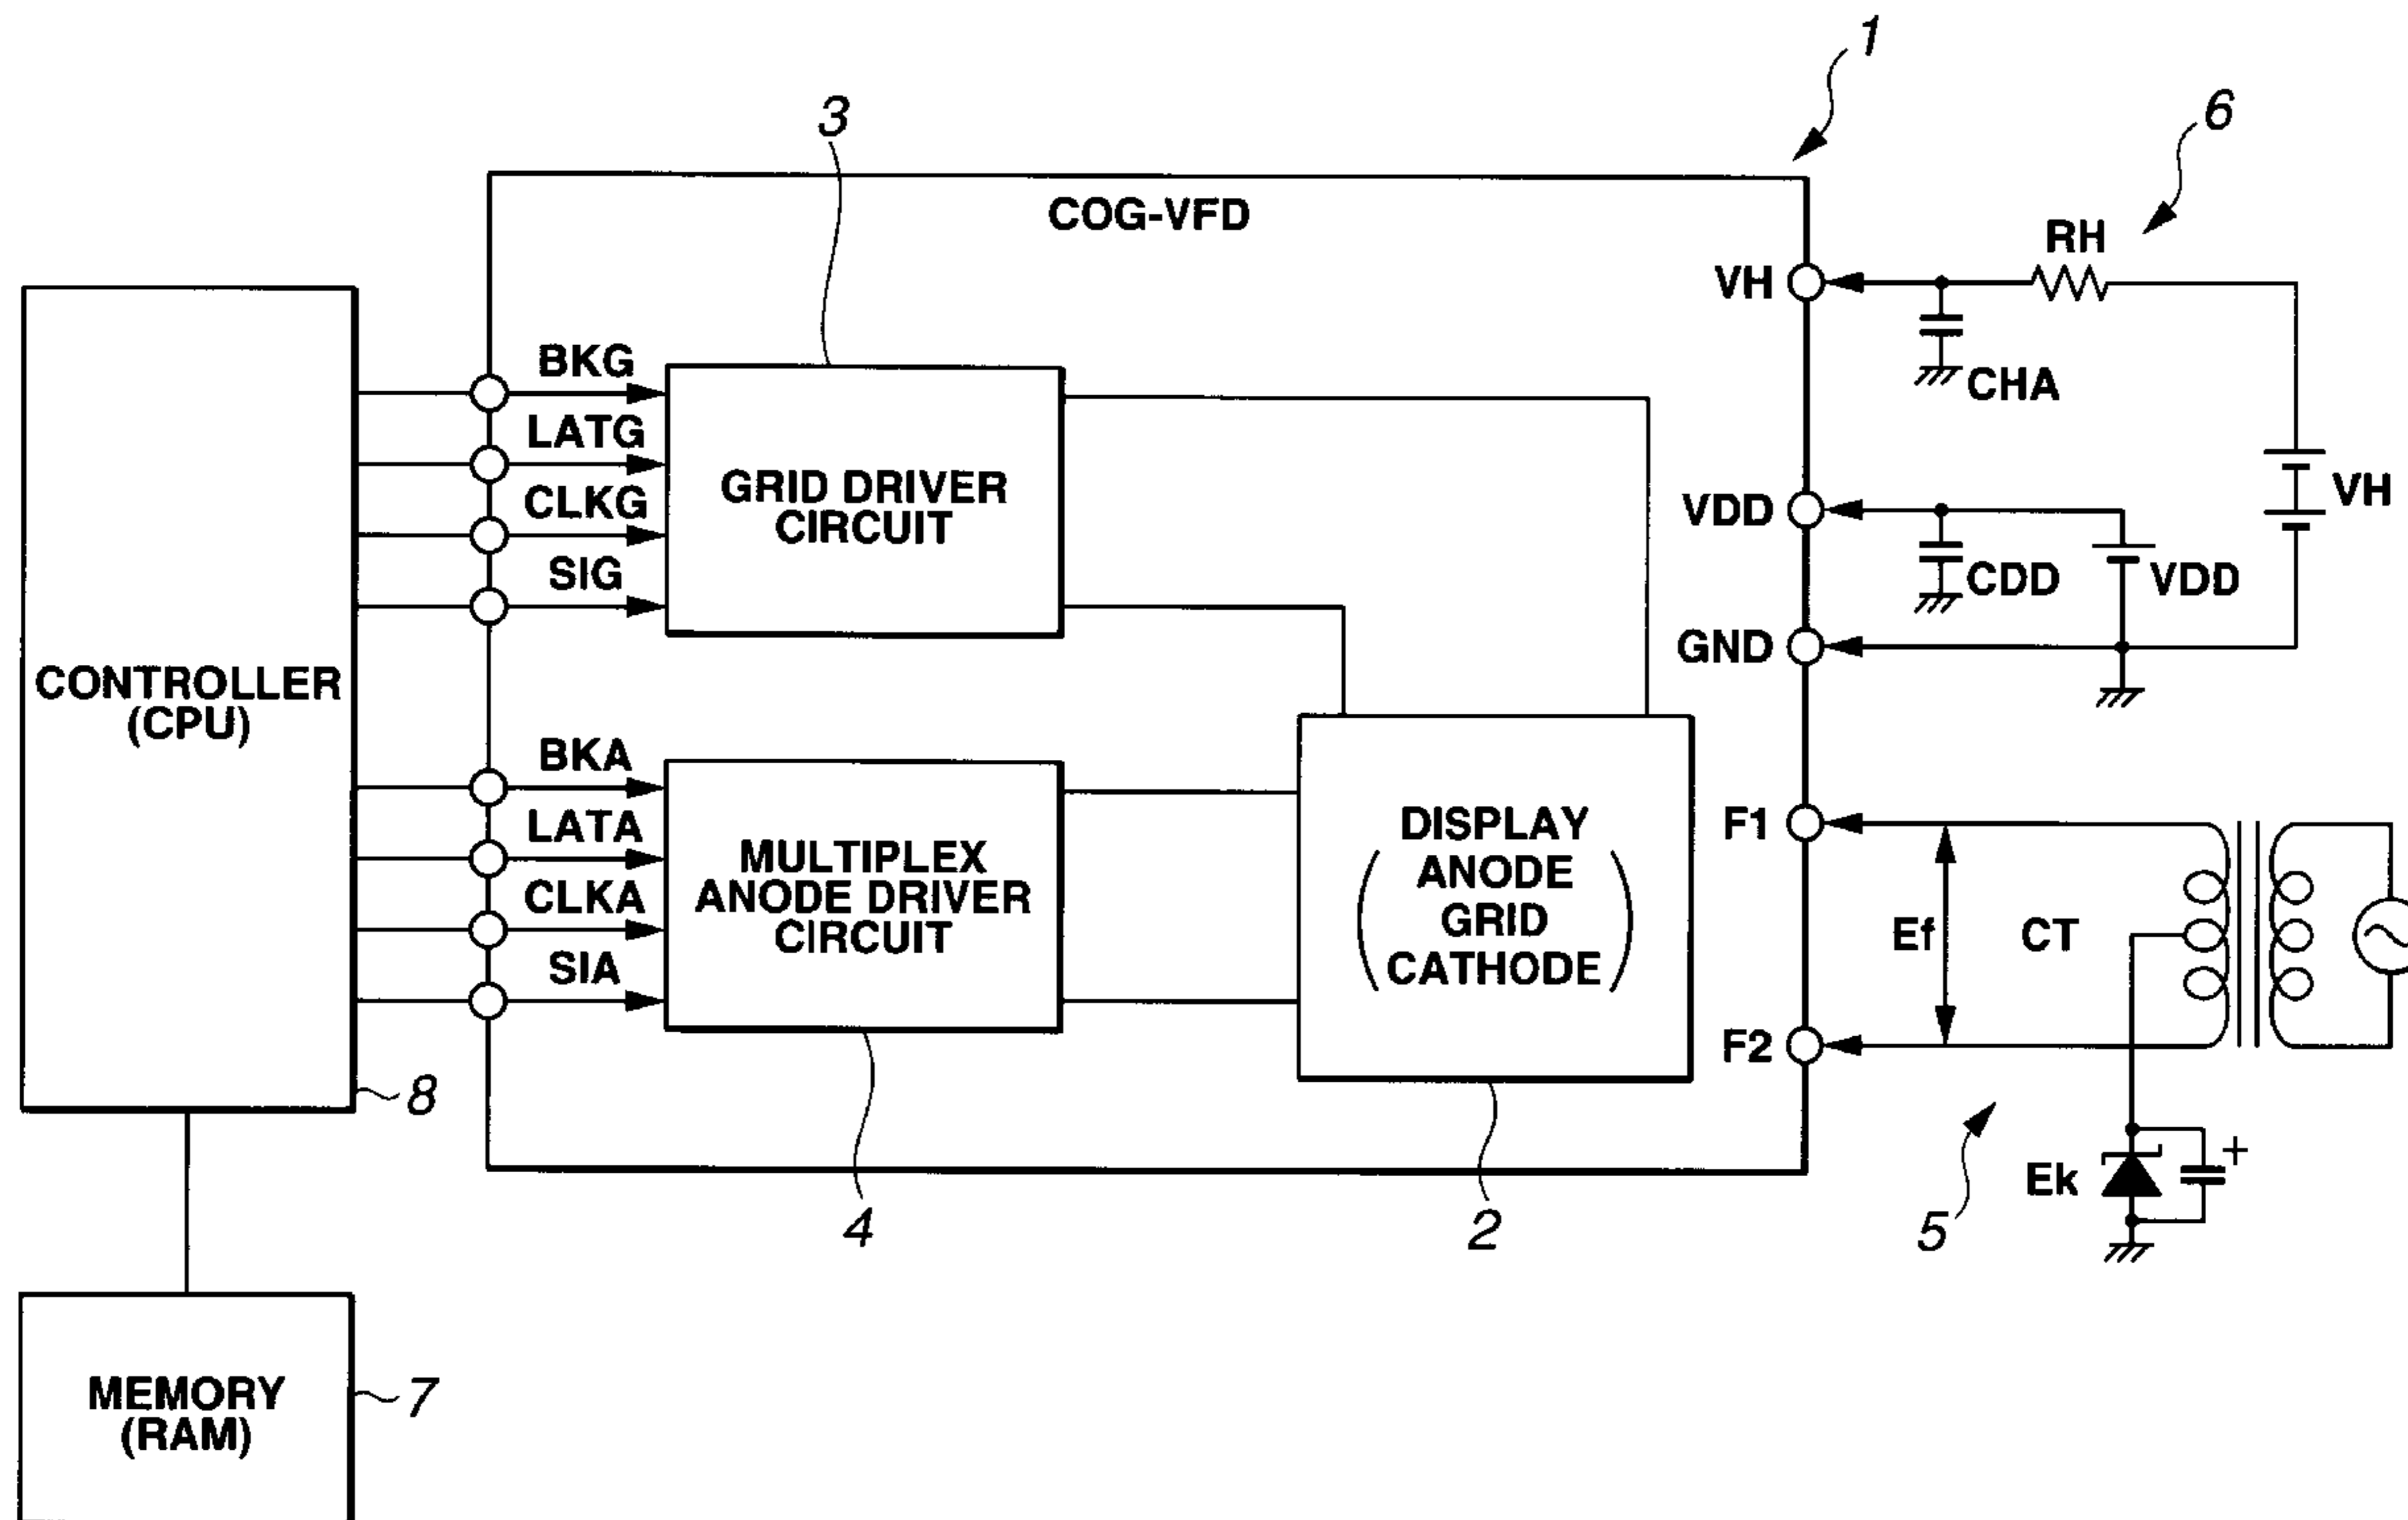 1
6
3
COG-VFD
RH
VH
CHA
BKG
LATG
CLKG
SIG
GRID DRIVER
CIRCUIT
VDD
CDD
VDD
VH
GND
CONTROLLER
(CPU)
BKA
LATA
CLKA
SIA
MULTIPLEX
ANODE DRIVER
CIRCUIT
DISPLAY
ANODE
GRID
CATHODE
F1
Ef
CT
F2
8
Ek
+
4
2
5
MEMORY
(RAM)
7